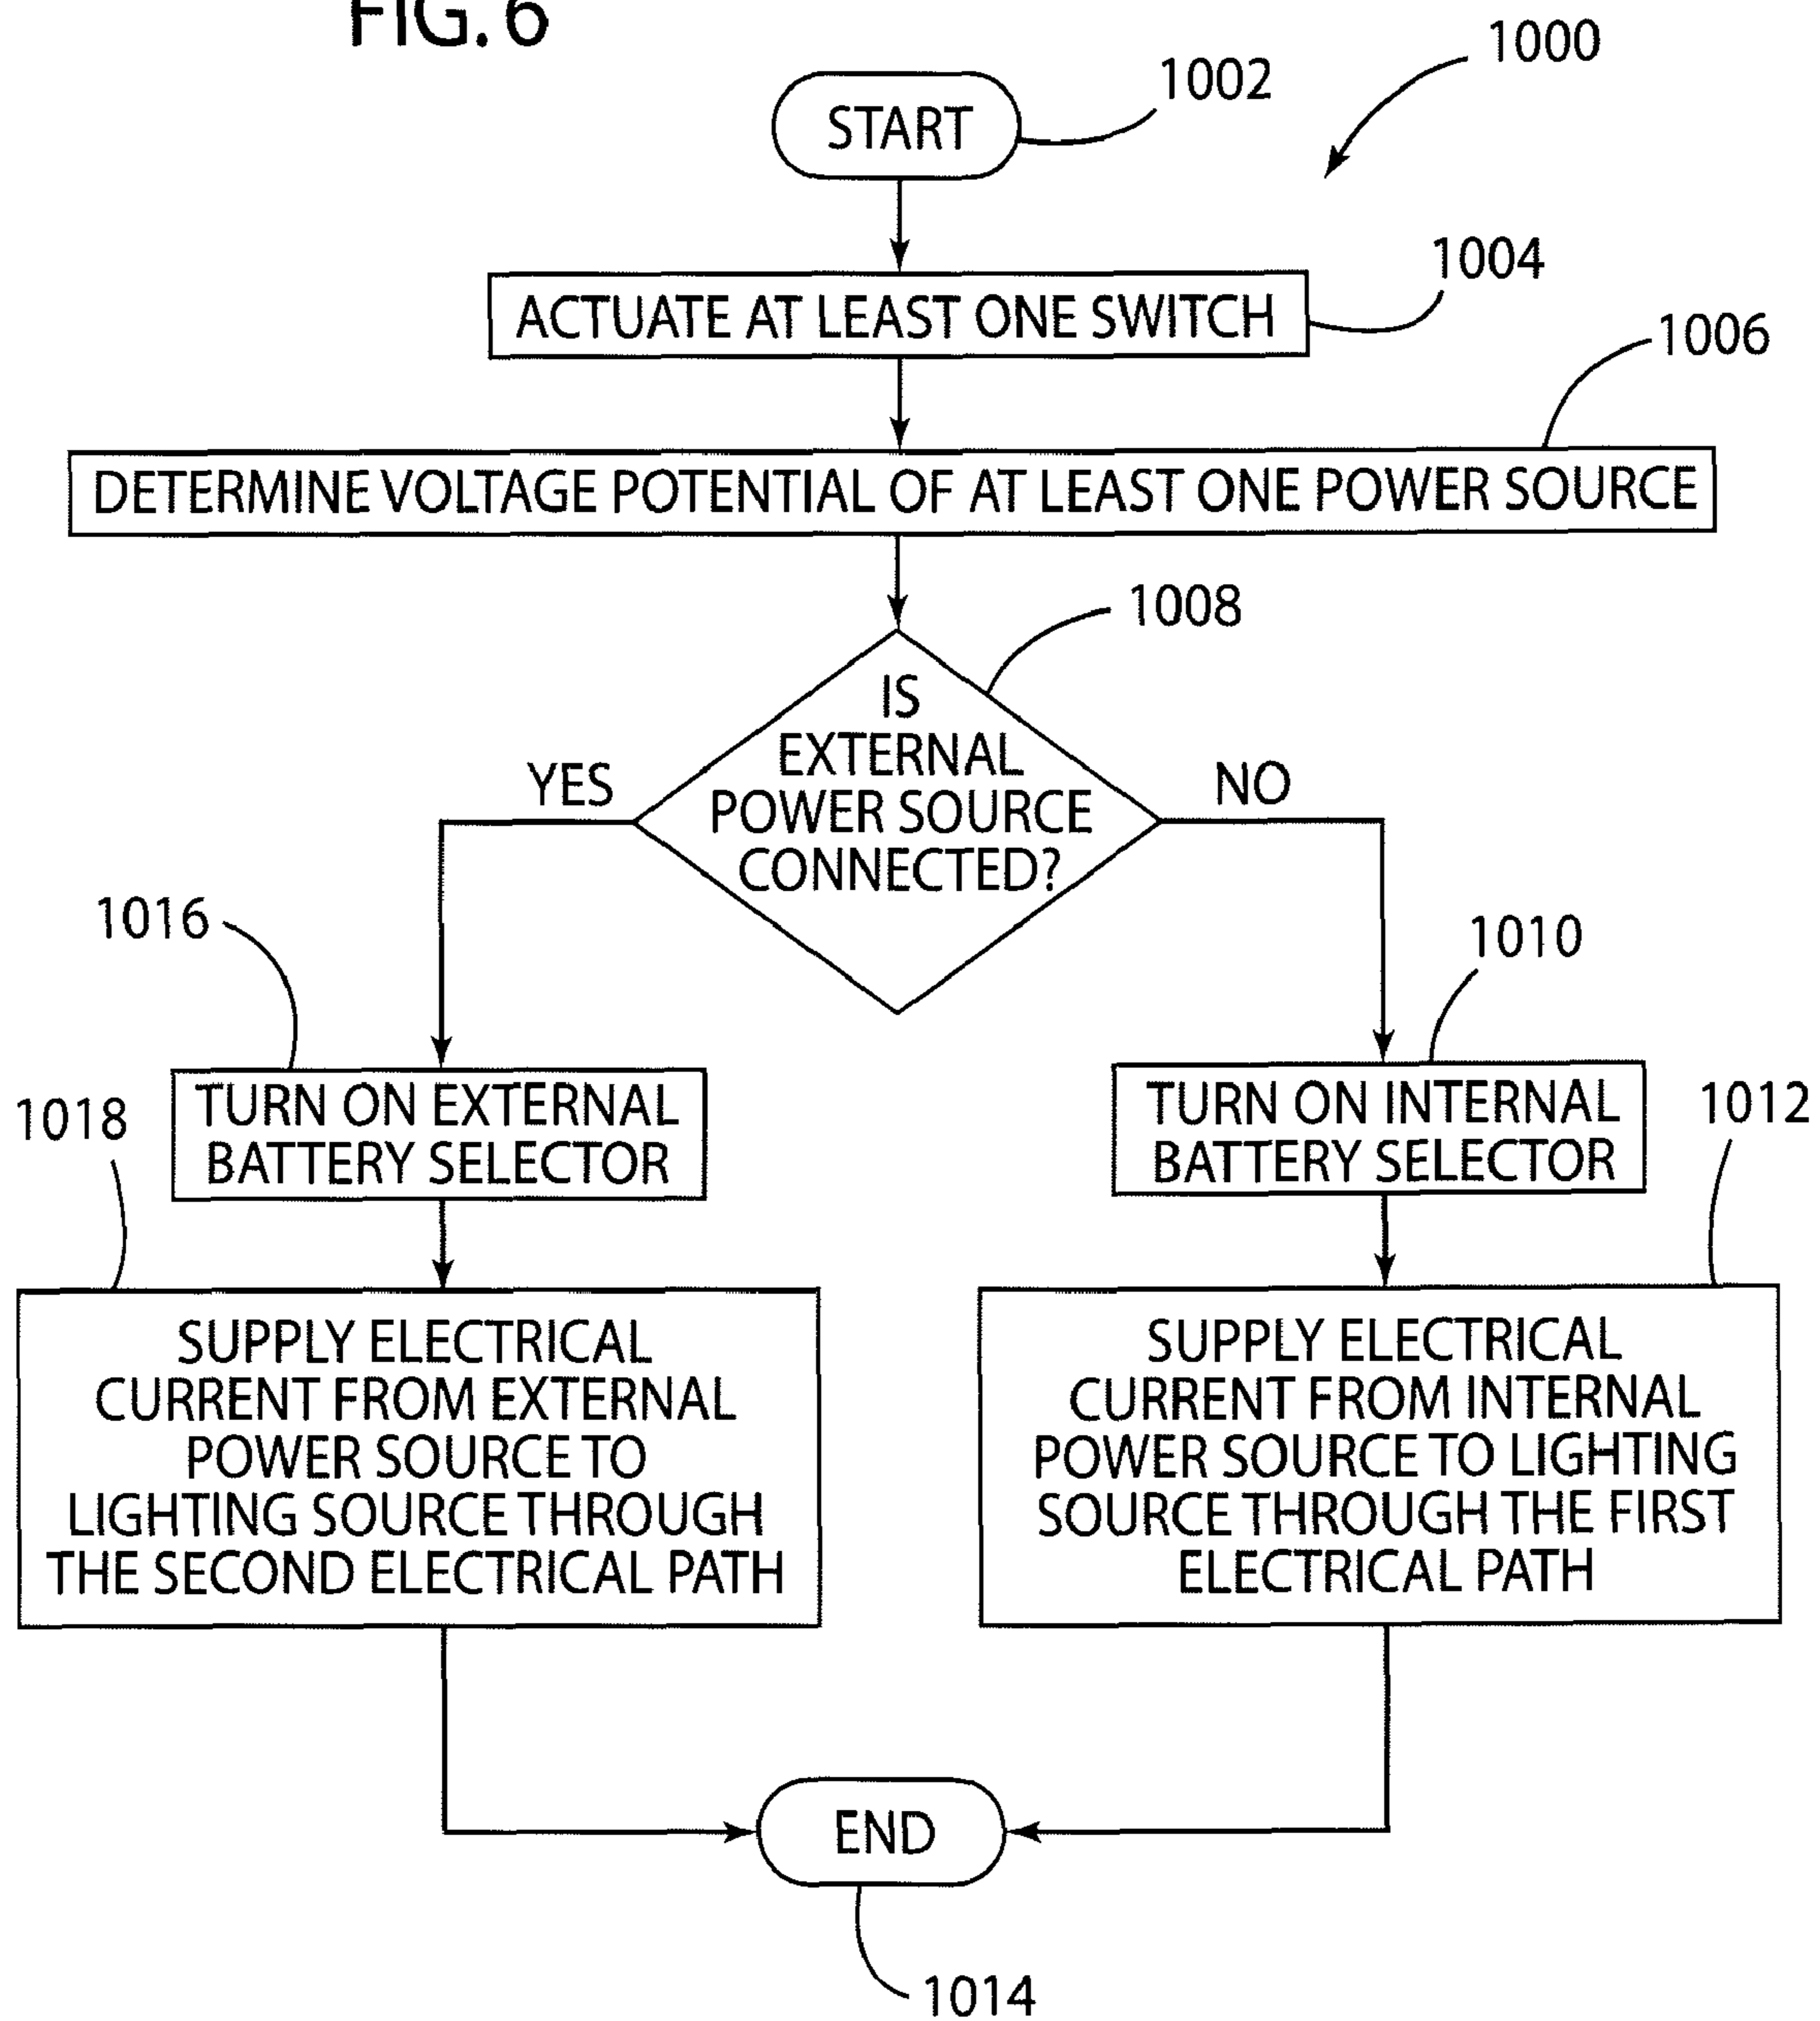 FIG. 6
1000
1002
START
1004
ACTUATE AT LEAST ONE SWITCH
1006
DETERMINE VOLTAGE POTENTIAL OF AT LEAST ONE POWER SOURCE
1008
IS
EXTERNAL
POWER SOURCE
CONNECTED?
YES
NO
1016
1010
TURN ON EXTERNAL
BATTERY SELECTOR
TURN ON INTERNAL
BATTERY SELECTOR
1018
1012
SUPPLY ELECTRICAL
CURRENT FROM EXTERNAL
POWER SOURCE TO
LIGHTING SOURCE THROUGH
THE SECOND ELECTRICAL PATH
SUPPLY ELECTRICAL
CURRENT FROM INTERNAL
POWER SOURCE TO LIGHTING
SOURCE THROUGH THE FIRST
ELECTRICAL PATH
END
1014